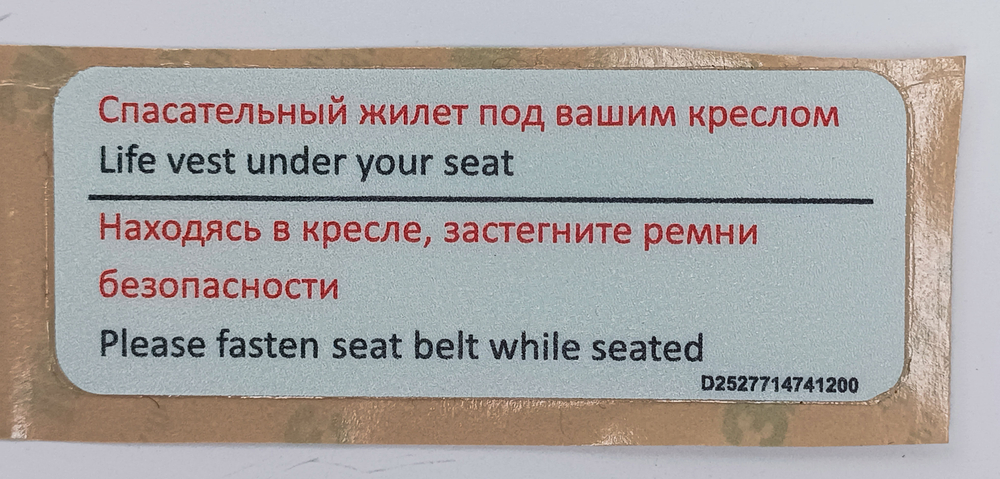 Спасательный жилет под вашим креслом
Life vest under your seat
Находясь в кресле, застегните ремни
безопасности
Please fasten seat belt while seated
D2527714741200